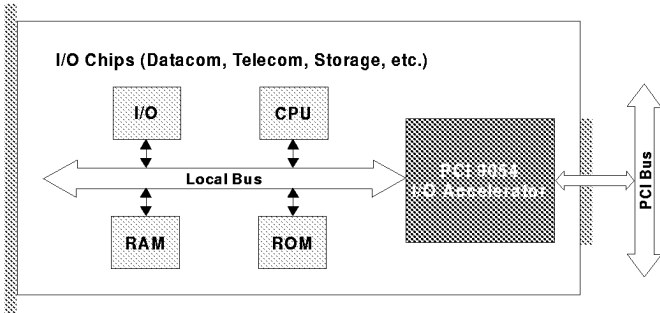 I/O Chips (Datacom, Telecom, Storage, etc.)
I/O
CPU
Local Bus
PCI 9054
I/O Accelerator
PCI Bus
RAM
ROM